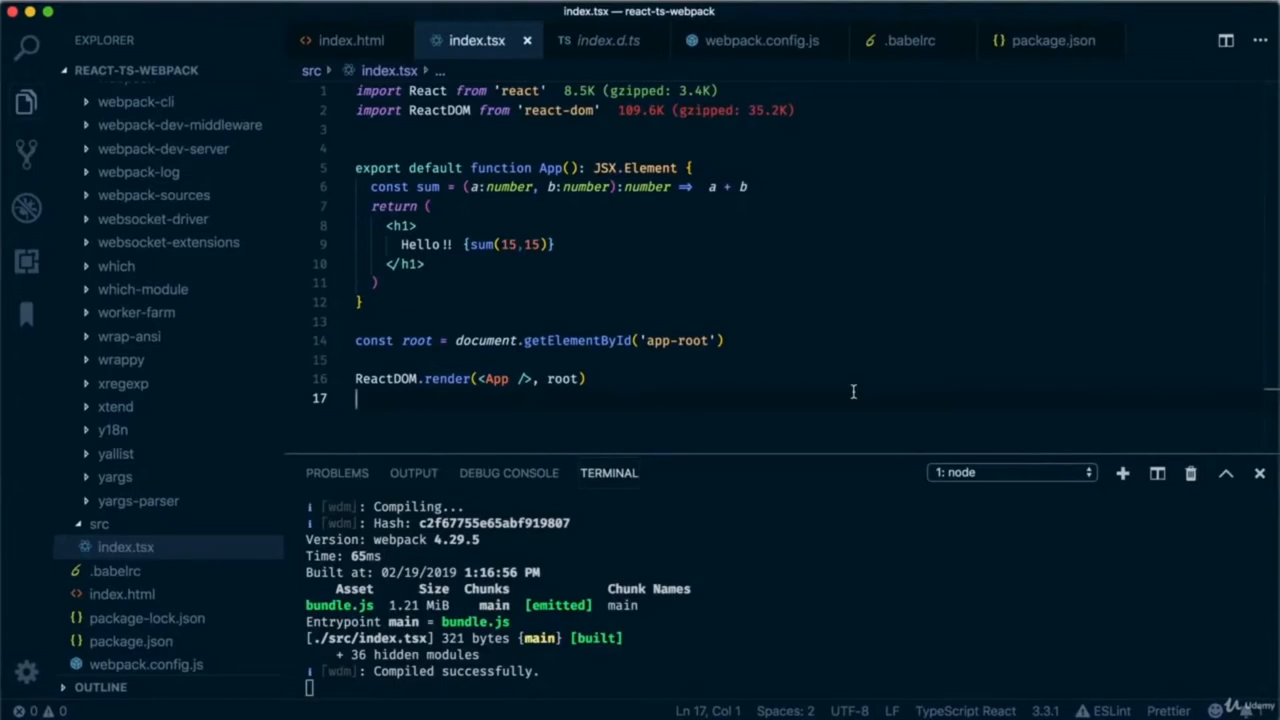 index.tsx — react-ts-webpack
EXPLORER
index.html
index.tsx ×
TS index.d.ts
webpack.config.js
.babelrc
{} package.json
REACT-TS-WEBPACK
src index.tsx ...
webpack-cli
webpack-dev-middleware
webpack-dev-server
webpack-log
webpack-sources
websocket-driver
websocket-extensions
which
which-module
worker-farm
wrap-ansi
wrappy
xregexp
xtend
y18n
yallist
yargs
yargs-parser
src
index.tsx
.babelrc
index.html
{} package-lock.json
{} package.json
webpack.config.js
OUTLINE
1 import React from 'react' 8.5K (gzipped: 3.4K)
2 import ReactDOM from 'react-dom' 109.6K (gzipped: 35.2K)
3
4
5 export default function App(): JSX.Element {
6 const sum = (a:number, b:number):number => a + b
7 return (
8 <h1>
9 Hello!! {sum(15,15)}
10 </h1>
11 )
12 }
13
14 const root = document.getElementById('app-root')
15
16 ReactDOM.render(<App />, root)
17
PROBLEMS OUTPUT DEBUG CONSOLE TERMINAL
1: node
i ｢wdm｣: Compiling...
i ｢wdm｣: Hash: c2f67755e65abf919807
Version: webpack 4.29.5
Time: 65ms
Built at: 02/19/2019 1:16:56 PM
Asset Size Chunks Chunk Names
bundle.js 1.21 MiB main [emitted] main
Entrypoint main = bundle.js
[./src/index.tsx] 321 bytes {main} [built]
+ 36 hidden modules
i ｢wdm｣: Compiled successfully.
0 0
Ln 17, Col 1 Spaces: 2 UTF-8 LF TypeScript React 3.3.1 ESLint Prettier
Udemy